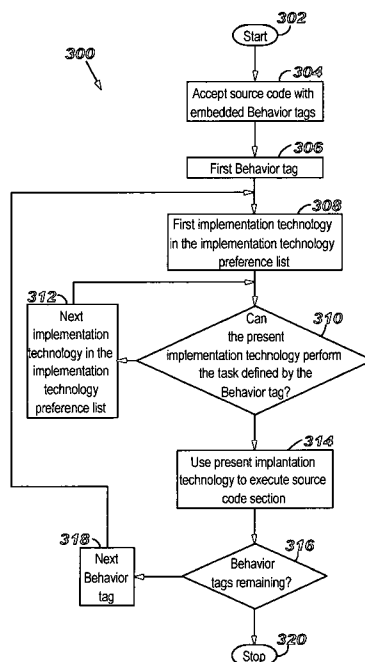 302
Start
300
304
Accept source code with
embedded Behavior tags
306
First Behavior tag
308
First implementation technology
in the implementation technology
preference list
312
Next
implementation
technology in the
implementation
technology
preference list
310
Can
the present
implementation technology perform
the task defined by the
Behavior tag?
314
Use present implantation
technology to execute source
code section
318
Next
Behavior
tag
316
Behavior
tags remaining?
Stop
320